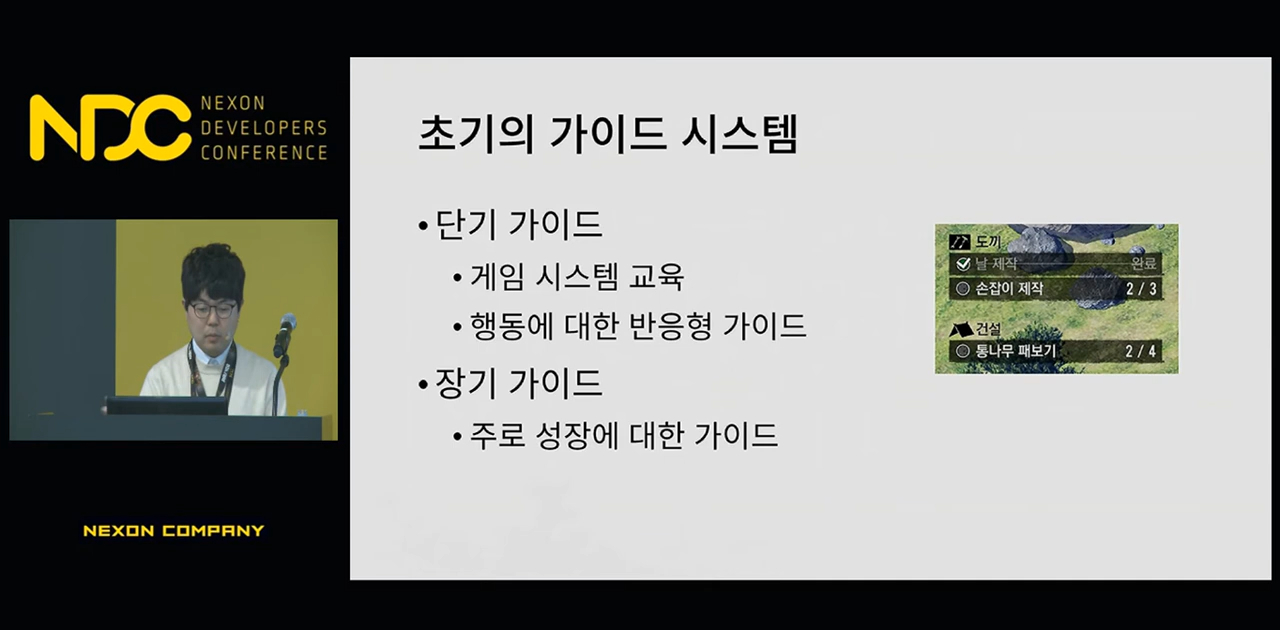 NDC
NEXON
DEVELOPERS
CONFERENCE
NEXON COMPANY
초기의 가이드 시스템
• 단기 가이드
• 게임 시스템 교육
• 행동에 대한 반응형 가이드
• 장기 가이드
• 주로 성장에 대한 가이드
도끼
날 제작 완료
손잡이 제작 2 / 3
건설
통나무 패보기 2 / 4